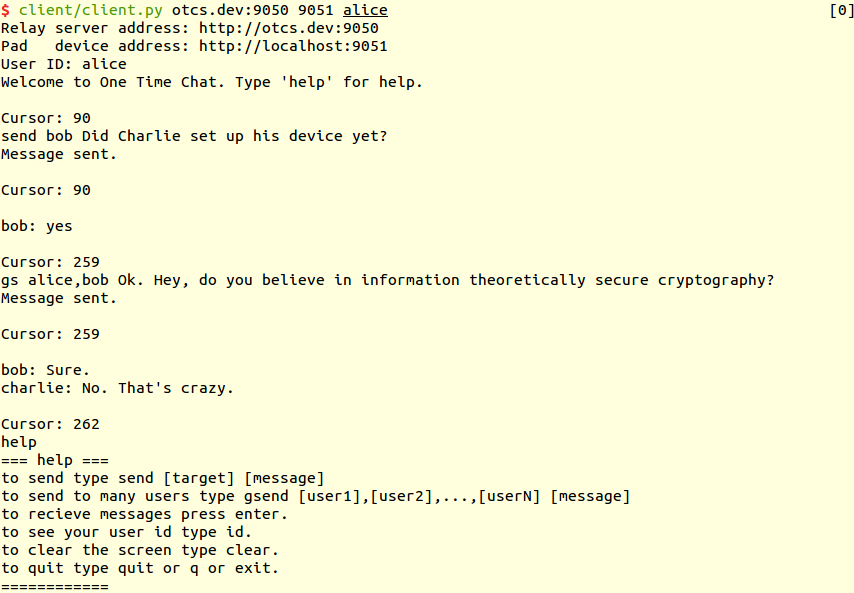 $ client/client.py otcs.dev:9050 9051 alice [0]
Relay server address: http://otcs.dev:9050
Pad   device address: http://localhost:9051
User ID: alice
Welcome to One Time Chat. Type 'help' for help.
Cursor: 90
send bob Did Charlie set up his device yet?
Message sent.
Cursor: 90
bob: yes
Cursor: 259
gs alice,bob Ok. Hey, do you believe in information theoretically secure cryptography?
Message sent.
Cursor: 259
bob: Sure.
charlie: No. That's crazy.
Cursor: 262
help
=== help ===
to send type send [target] [message]
to send to many users type gsend [user1],[user2],...,[userN] [message]
to recieve messages press enter.
to see your user id type id.
to clear the screen type clear.
to quit type quit or q or exit.
============